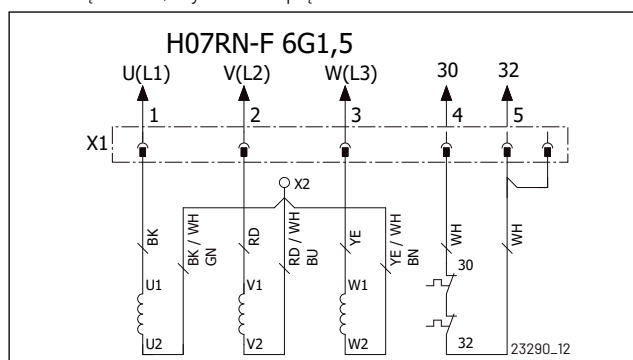 H07RN-F 6G1,5
U(L1) V(L2) W(L3) 30 32
1 2 3 4 5
X1
X2
BK BK / WH GN RD RD / WH BU YE YE / WH BN WH WH
U1 V1 W1 30
U2 V2 W2 32
23290_12